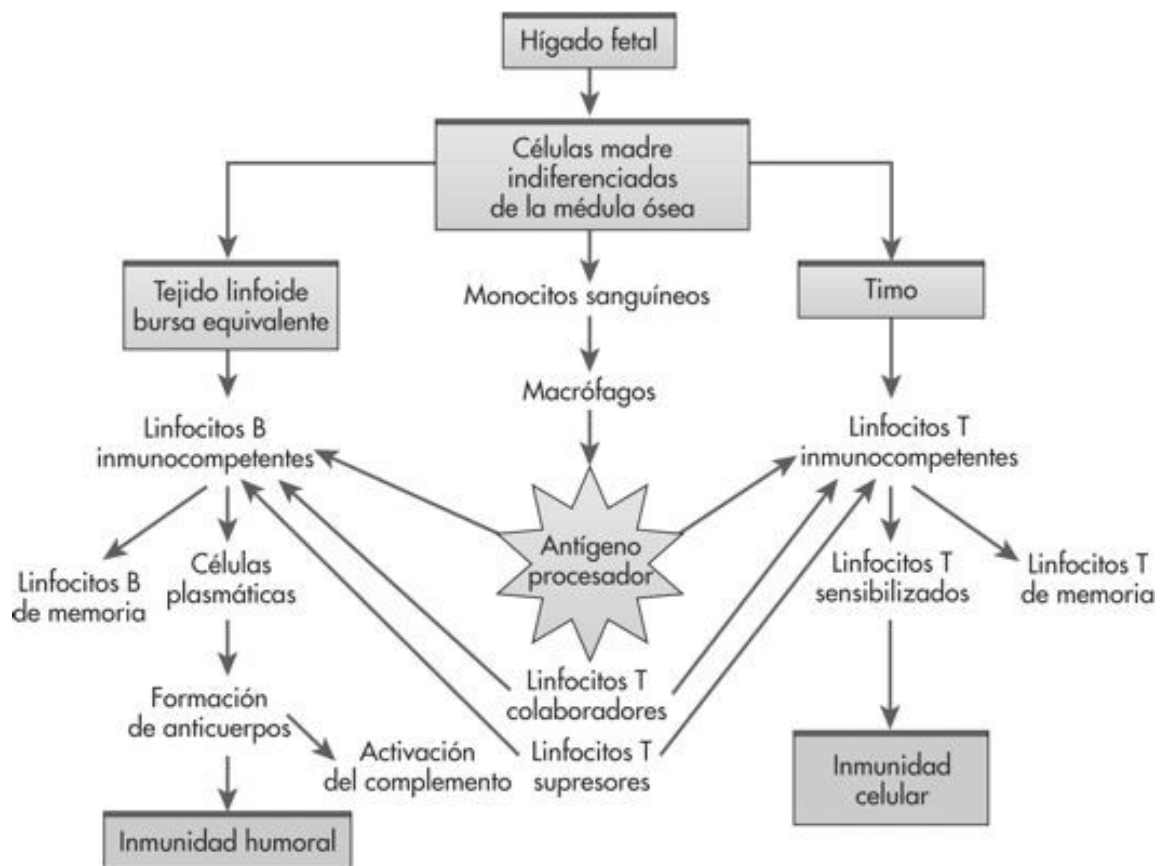 Hígado fetal
Células madre
indiferenciadas
de la médula ósea
Tejido linfoide
bursa equivalente
Monocitos sanguíneos
Timo
Macrófagos
Linfocitos B
inmunocompetentes
Linfocitos T
inmunocompetentes
Antígeno
procesador
Linfocitos B
de memoria
Células
plasmáticas
Linfocitos T
sensibilizados
Linfocitos T
de memoria
Formación
de anticuerpos
Activación
del complemento
Linfocitos T
colaboradores
Linfocitos T
supresores
Inmunidad
celular
Inmunidad humoral